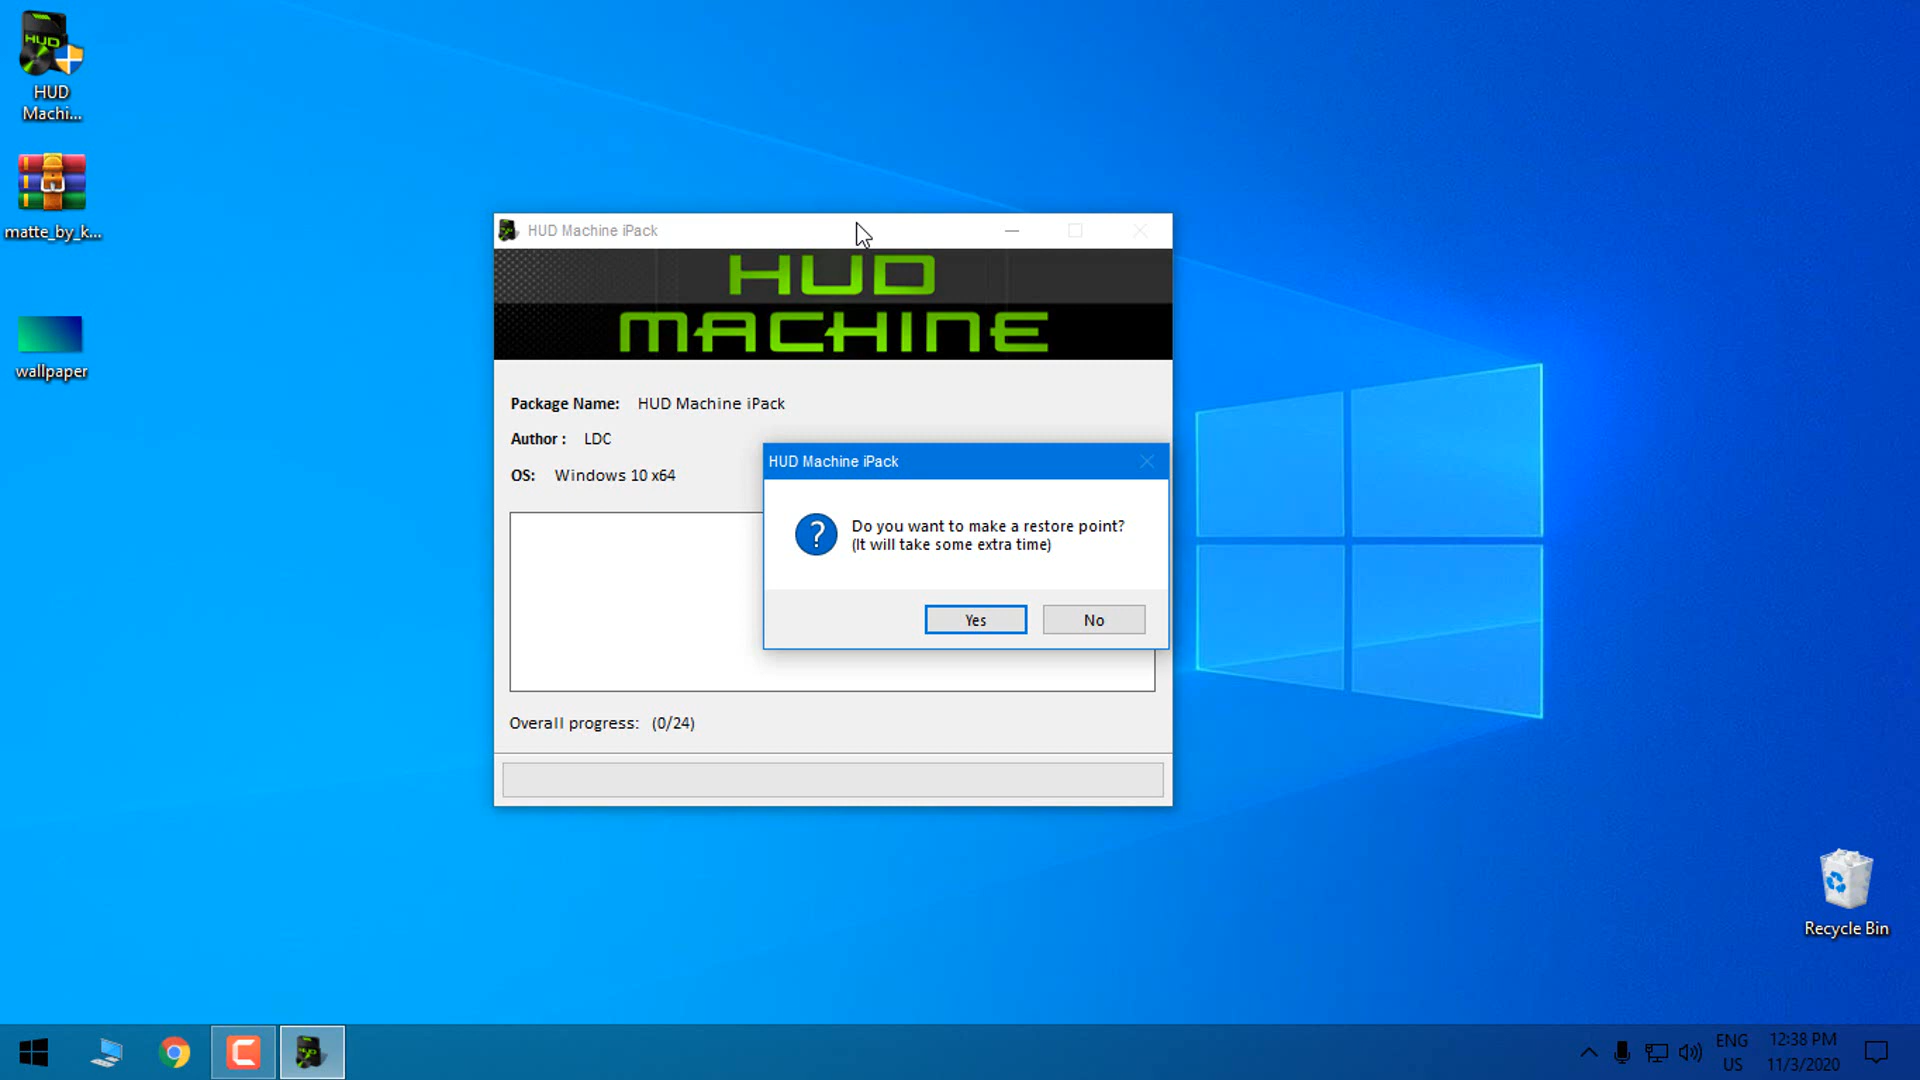 HUD
Machi...
matte_by_k...
wallpaper
HUD Machine iPack
HUD
MACHINE
Package Name: HUD Machine iPack
Author : LDC
OS: Windows 10 x64
HUD Machine iPack
Do you want to make a restore point?
(It will take some extra time)
Yes
No
Overall progress: (0/24)
Recycle Bin
ENG
US
12:38 PM
11/3/2020